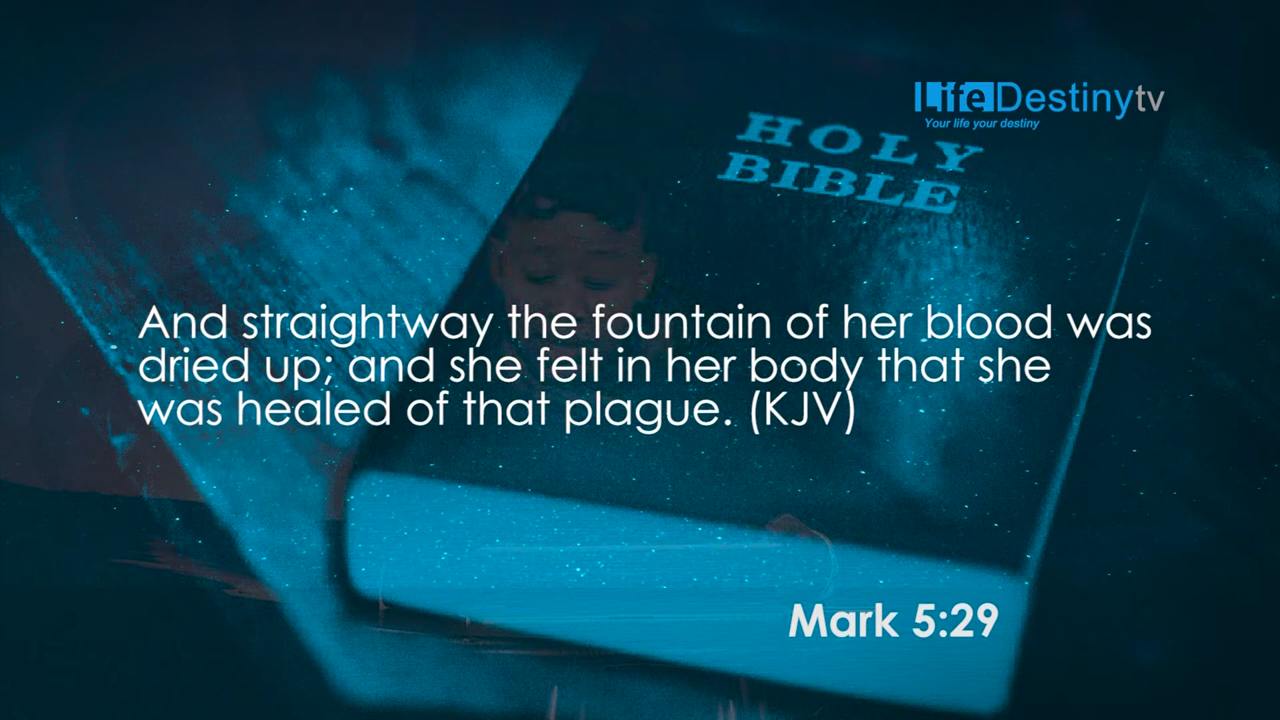 LifeDestinytv
Your life your destiny
HOLY
BIBLE
And straightway the fountain of her blood was
dried up; and she felt in her body that she
was healed of that plague. (KJV)
Mark 5:29